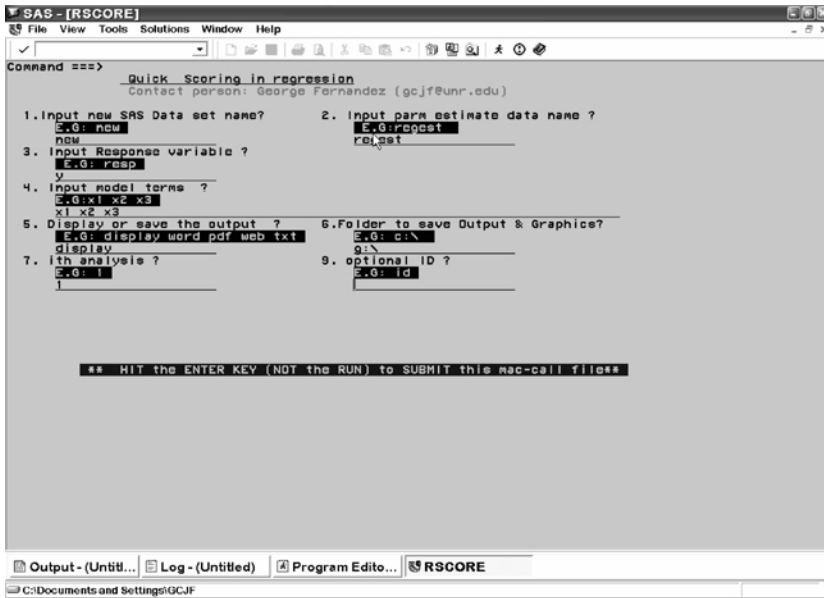 SAS - [RSCORE]
File View Tools Solutions Window Help
Command ===>
Quick Scoring in regression
Contact person: George Fernandez (gcjf@unr.edu)
1.Input new SAS Data set name? 2. Input parm estimate data name ?
E.G: new E.G:regest
new regest
3. Input Response variable ?
E.G: resp
y
4. Input model terms ?
E.G:x1 x2 x3
x1 x2 x3
5. Display or save the output ? 6.Folder to save Output & Graphics?
E.G: display word pdf web txt E.G: c:\
display g:\
7. ith analysis ? 9. optional ID ?
E.G: 1 E.G: id
1
** HIT the ENTER KEY (NOT the RUN) to SUBMIT this mac-call file**
Output - (Untitl... Log - (Untitled) Program Edito... RSCORE
C:\Documents and Settings\GCJF